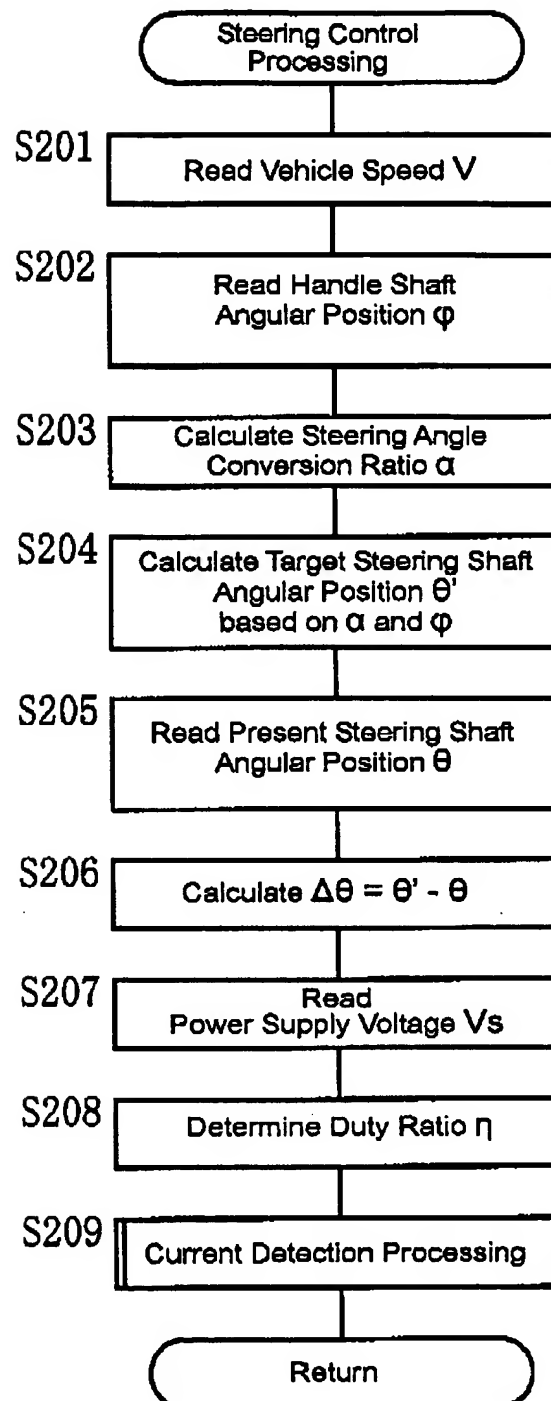 Steering Control
Processing
S201
Read Vehicle Speed V
S202
Read Handle Shaft
Angular Position φ
S203
Calculate Steering Angle
Conversion Ratio α
S204
Calculate Target Steering Shaft
Angular Position θ'
based on α and φ
S205
Read Present Steering Shaft
Angular Position θ
S206
Calculate Δθ = θ' - θ
S207
Read
Power Supply Voltage Vs
S208
Determine Duty Ratio η
S209
Current Detection Processing
Return